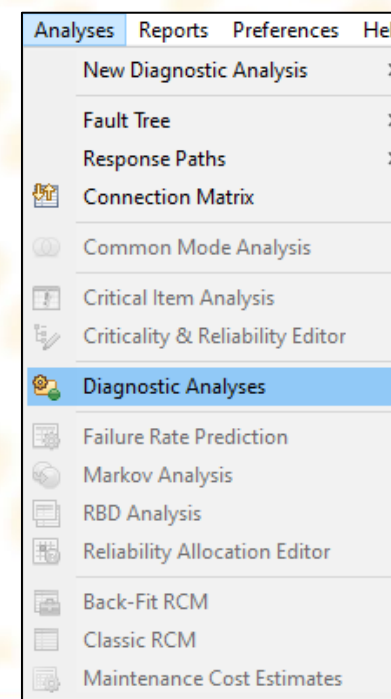 Analyses Reports Preferences Hel
New Diagnostic Analysis
Fault Tree
Response Paths
Connection Matrix
Common Mode Analysis
Critical Item Analysis
Criticality & Reliability Editor
Diagnostic Analyses
Failure Rate Prediction
Markov Analysis
RBD Analysis
Reliability Allocation Editor
Back-Fit RCM
Classic RCM
Maintenance Cost Estimates